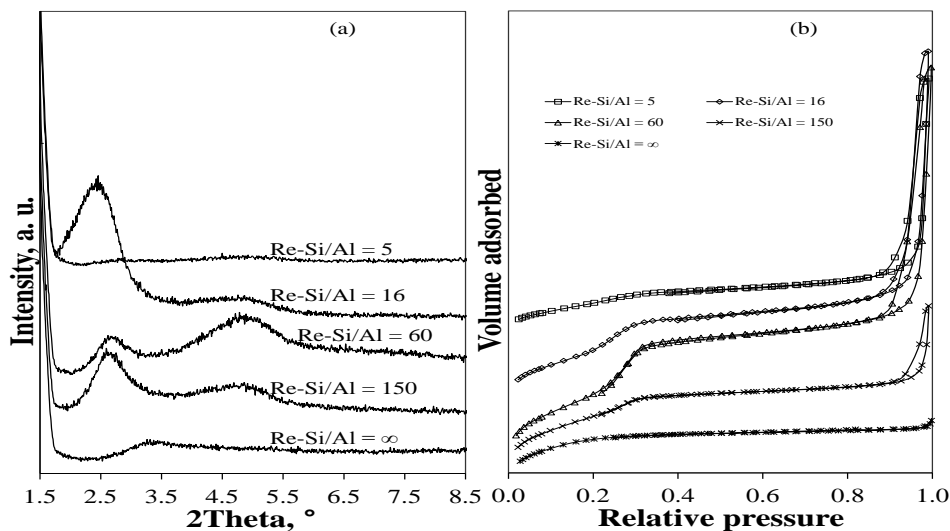 (a)
Intensity, a. u.
Re-Si/Al = 5
Re-Si/Al = 16
Re-Si/Al = 60
Re-Si/Al = 150
Re-Si/Al = ∞
1.5 2.5 3.5 4.5 5.5 6.5 7.5 8.5
2Theta, °
(b)
Volume adsorbed
Re-Si/Al = 5 Re-Si/Al = 16
Re-Si/Al = 60 Re-Si/Al = 150
Re-Si/Al = ∞
0.0 0.2 0.4 0.6 0.8 1.0
Relative pressure